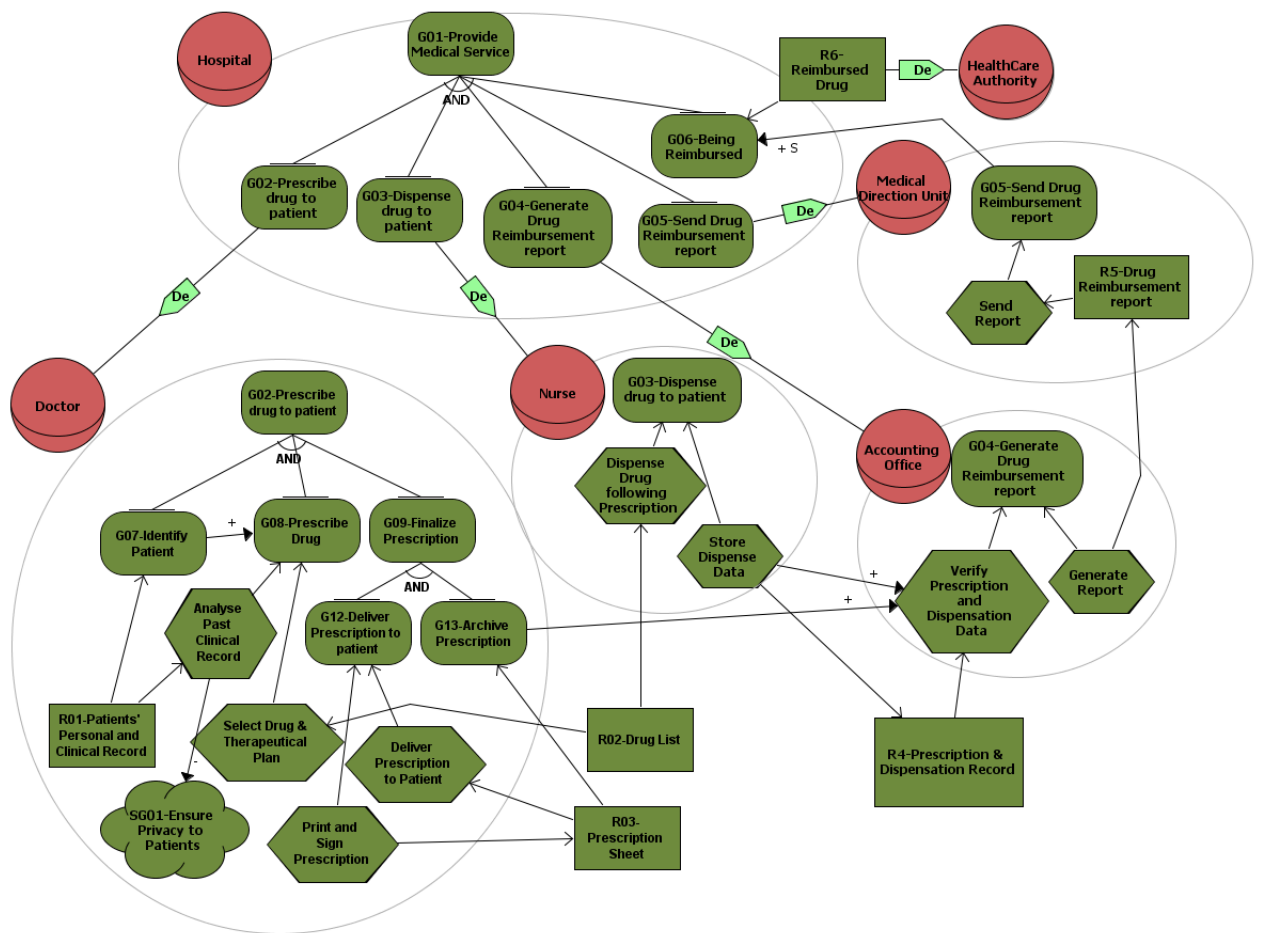 Hospital
G01-Provide
Medical Service
AND
R6-
Reimbursed
Drug
De
HealthCare
Authority
G06-Being
Reimbursed
+ S
G02-Prescribe
drug to
patient
G03-Dispense
drug to
patient
G04-Generate
Drug
Reimbursement
report
G05-Send Drug
Reimbursement
report
De
Medical
Direction Unit
G05-Send Drug
Reimbursement
report
R5-Drug
Reimbursement
report
Send
Report
De
De
De
Doctor
Nurse
G02-Prescribe
drug to patient
AND
G03-Dispense
drug to patient
Accounting
Office
G04-Generate
Drug
Reimbursement
report
Dispense
Drug
following
Prescription
G07-Identify
Patient
+
G08-Prescribe
Drug
G09-Finalize
Prescription
AND
Store
Dispense
Data
+
+
Verify
Prescription
and
Dispensation
Data
Generate
Report
Analyse
Past
Clinical
Record
G12-Deliver
Prescription to
patient
G13-Archive
Prescription
R01-Patients'
Personal and
Clinical Record
Select Drug &
Therapeutical
Plan
Deliver
Prescription
to Patient
R02-Drug List
R4-Prescription &
Dispensation Record
-
SG01-Ensure
Privacy to
Patients
Print and
Sign
Prescription
R03-
Prescription
Sheet